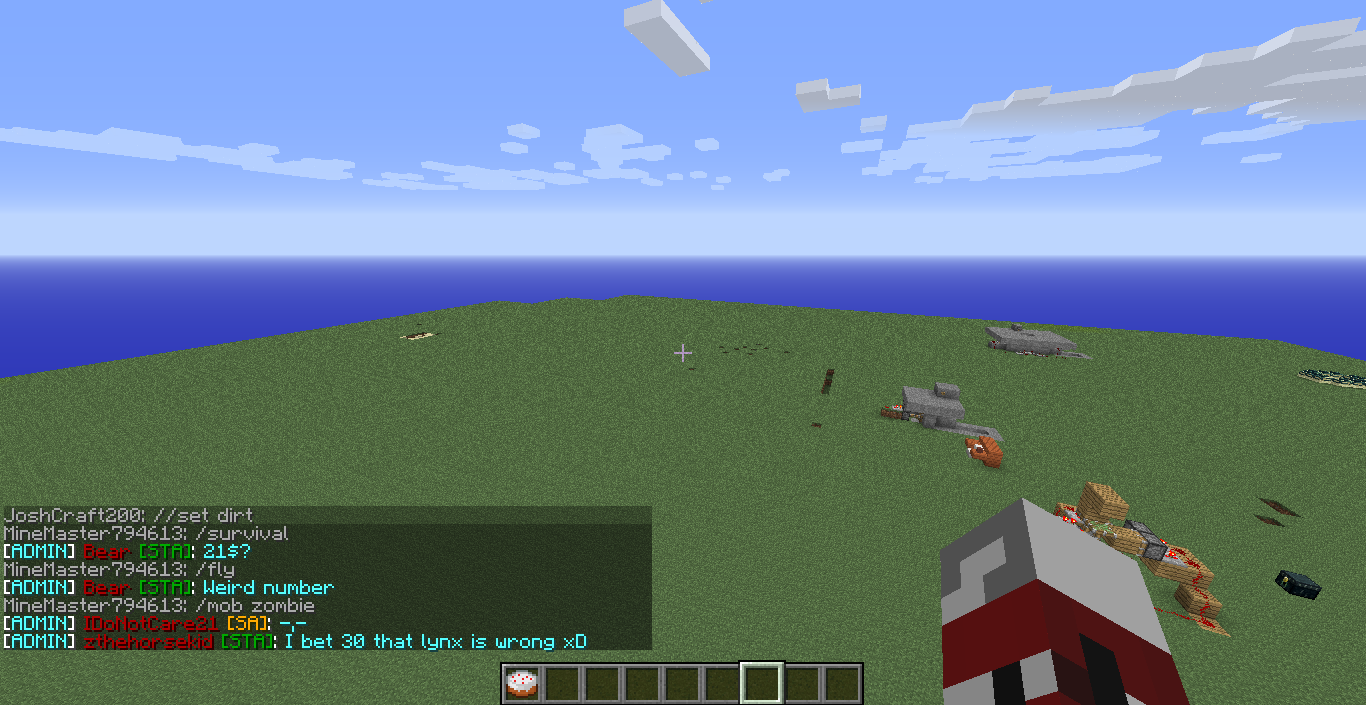 JoshCraft200: //set dirt
MineMaster794613: /survival
[ADMIN] Bear [STA]: 21$?
MineMaster794613: /fly
[ADMIN] Bear [STA]: Weird number
MineMaster794613: /mob zombie
[ADMIN] IDoNotCare21 [SA]: -,-
[ADMIN] zthehorsekid [STA]: I bet 30 that lynx is wrong xD